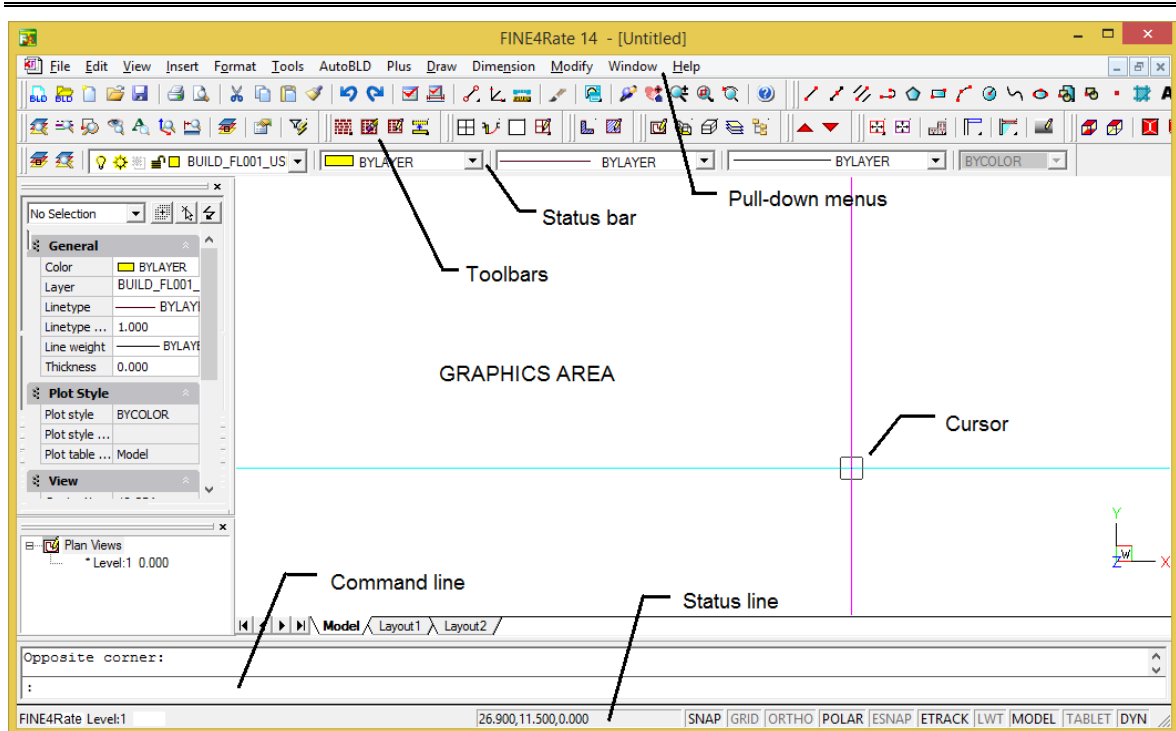 FINE4Rate 14 - [Untitled]
File Edit View Insert Format Tools AutoBLD Plus Draw Dimension Modify Window Help
BLD BLD
BUILD_FL001_US BYLAYER BYLAYER BYLAYER BYCOLOR
No Selection
Pull-down menus
Status bar
General
Color BYLAYER
Toolbars
Layer BUILD_FL001_
Linetype BYLAYE
Linetype ... 1.000
Line weight BYLAYE
Thickness 0.000
GRAPHICS AREA
Plot Style
Plot style BYCOLOR
Cursor
Plot style ...
Plot table ... Model
View
Y
Plan Views
* Level:1 0.000
W
Z X
Command line
Status line
Model Layout1 Layout2
Opposite corner:
:
FINE4Rate Level:1 26.900,11.500,0.000 SNAP GRID ORTHO POLAR ESNAP ETRACK LWT MODEL TABLET DYN